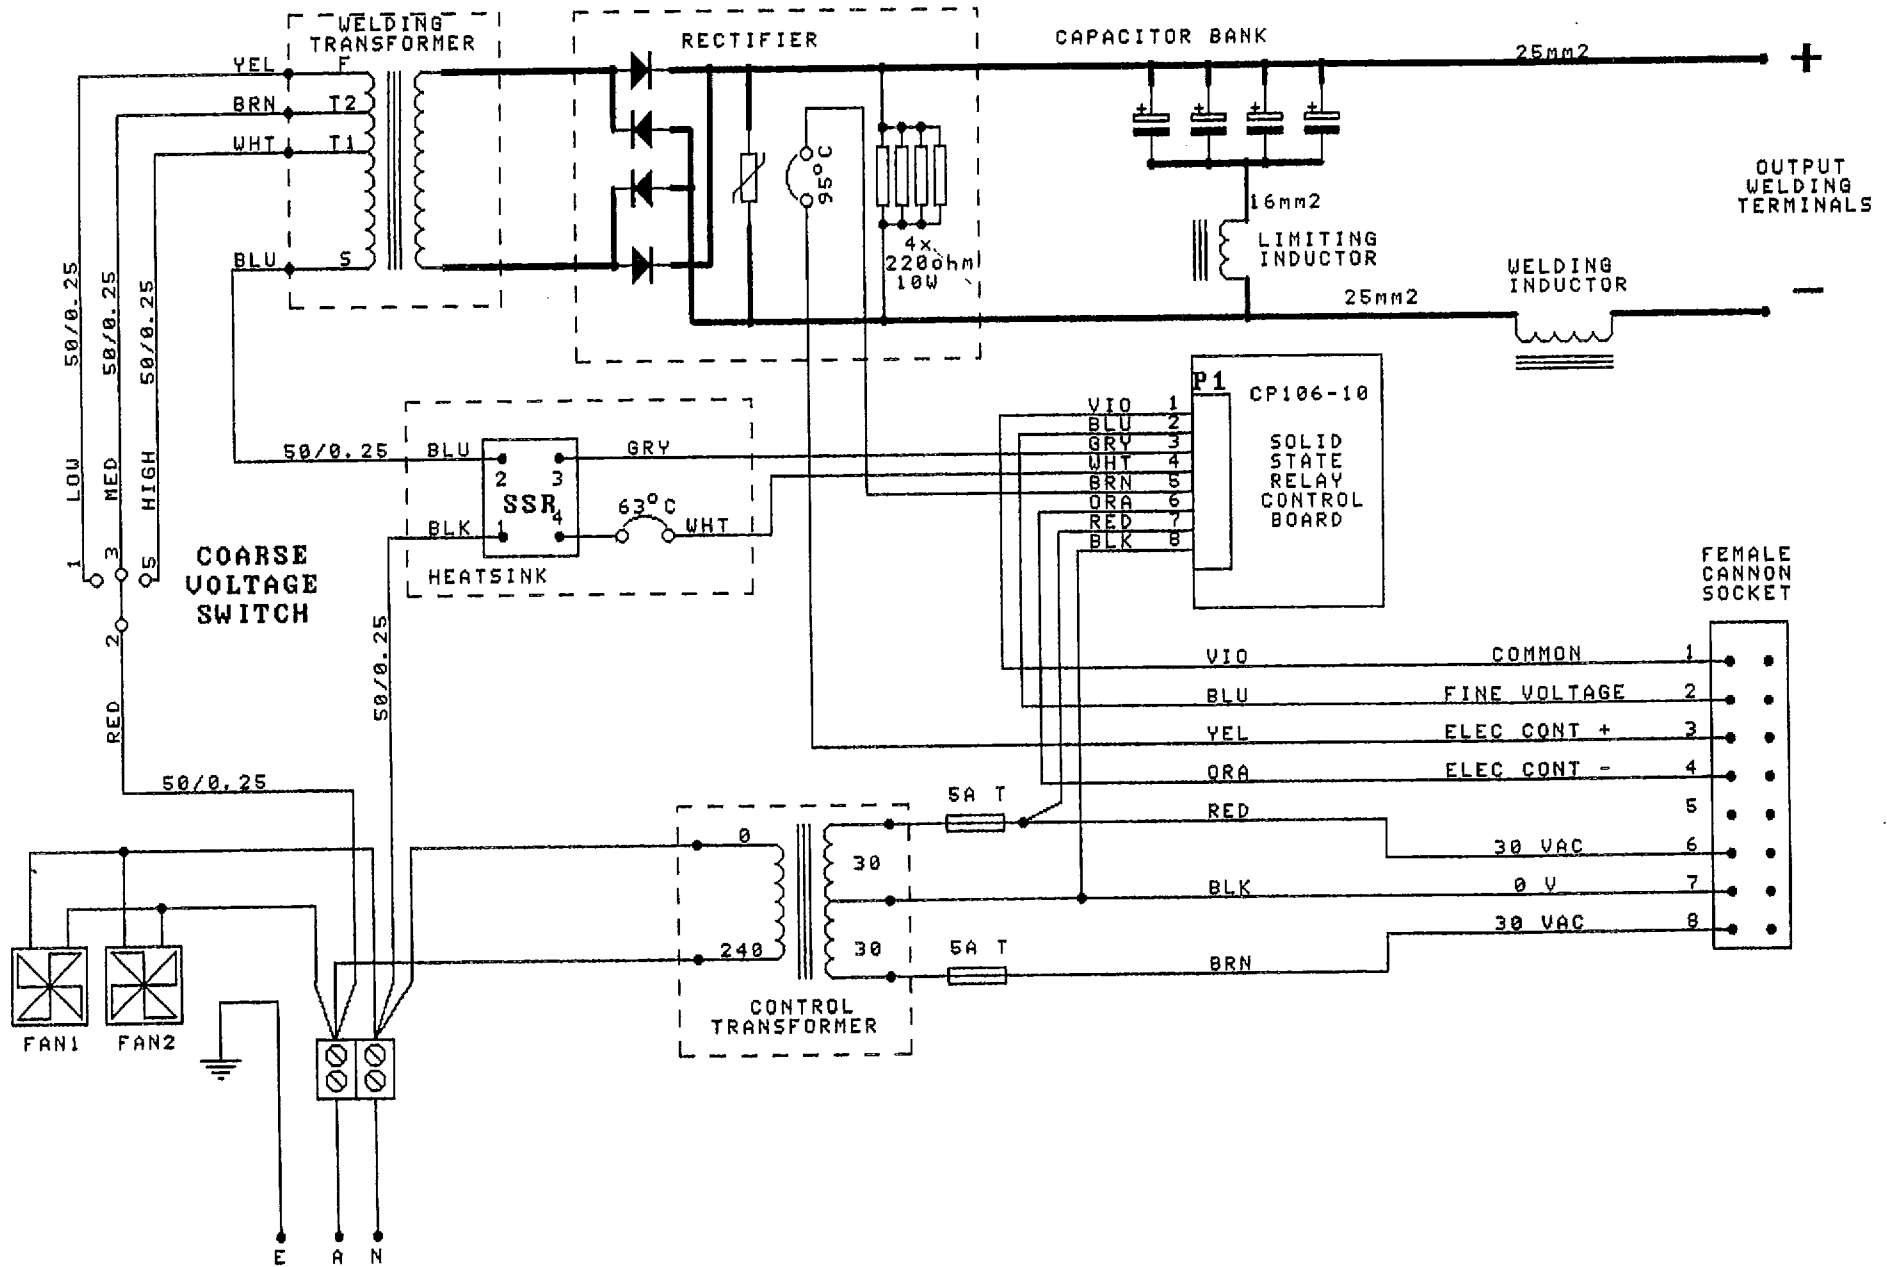 WELDING
TRANSFORMER
RECTIFIER
CAPACITOR BANK
25mm2
+
YEL
F
BRN
T2
WHT
T1
BLU
S
+
+
+
+
95°C
4x
220ohm
10W
16mm2
LIMITING
INDUCTOR
OUTPUT
WELDING
TERMINALS
WELDING
INDUCTOR
25mm2
−
50/0.25
50/0.25
50/0.25
LOW
MED
HIGH
1
3
5
2
COARSE
VOLTAGE
SWITCH
RED
50/0.25
50/0.25
BLU
2
3
GRY
SSR
BLK
1
4
63°C
WHT
HEATSINK
50/0.25
P1
CP106-10
SOLID
STATE
RELAY
CONTROL
BOARD
VIO 1
BLU 2
GRY 3
WHT 4
BRN 5
ORA 6
RED 7
BLK 8
FEMALE
CANNON
SOCKET
VIO COMMON 1
BLU FINE VOLTAGE 2
YEL ELEC CONT + 3
ORA ELEC CONT - 4
5
RED 30 VAC 6
BLK 0 V 7
BRN 30 VAC 8
5A T
5A T
0
240
30
30
CONTROL
TRANSFORMER
FAN1
FAN2
E
A
N